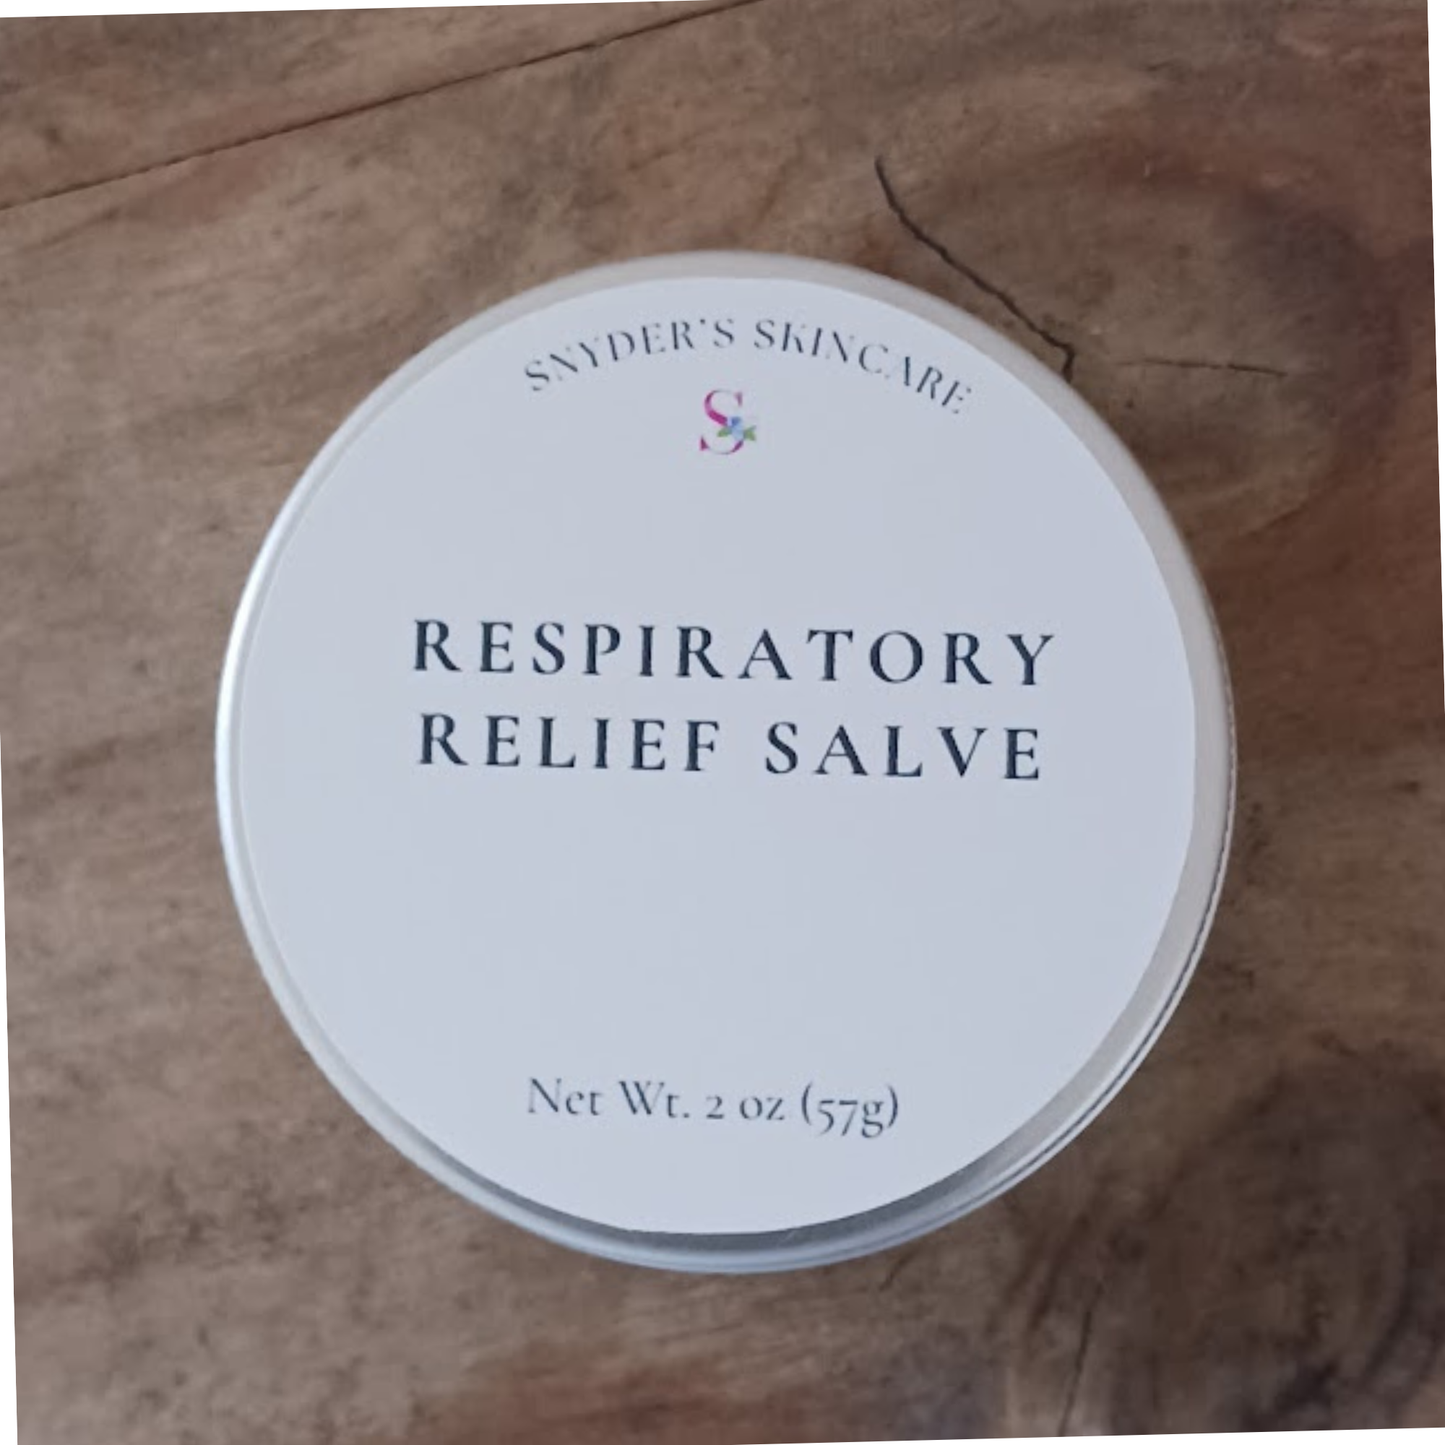 SNYDER'S SKINCARE
S
RESPIRATORY
RELIEF SALVE
Net Wt. 2 oz (57g)